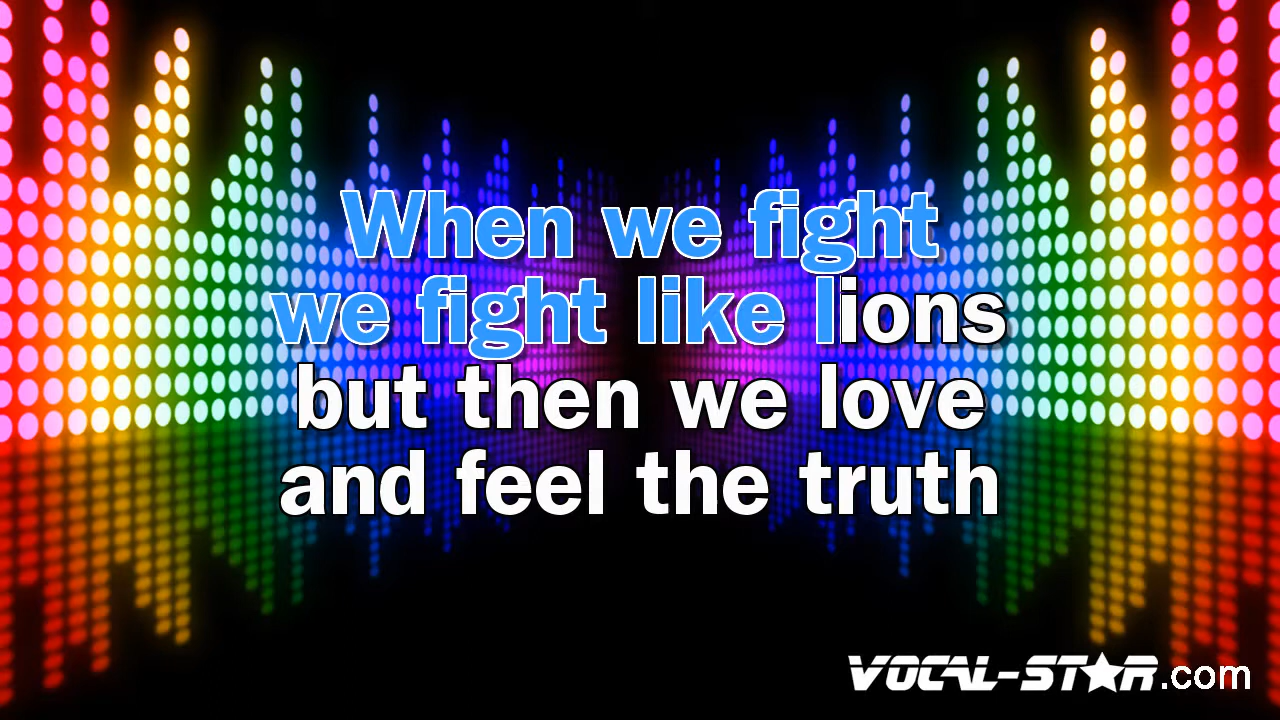 When we fight
we fight like lions
but then we love
and feel the truth
VOCAL-STAR.com